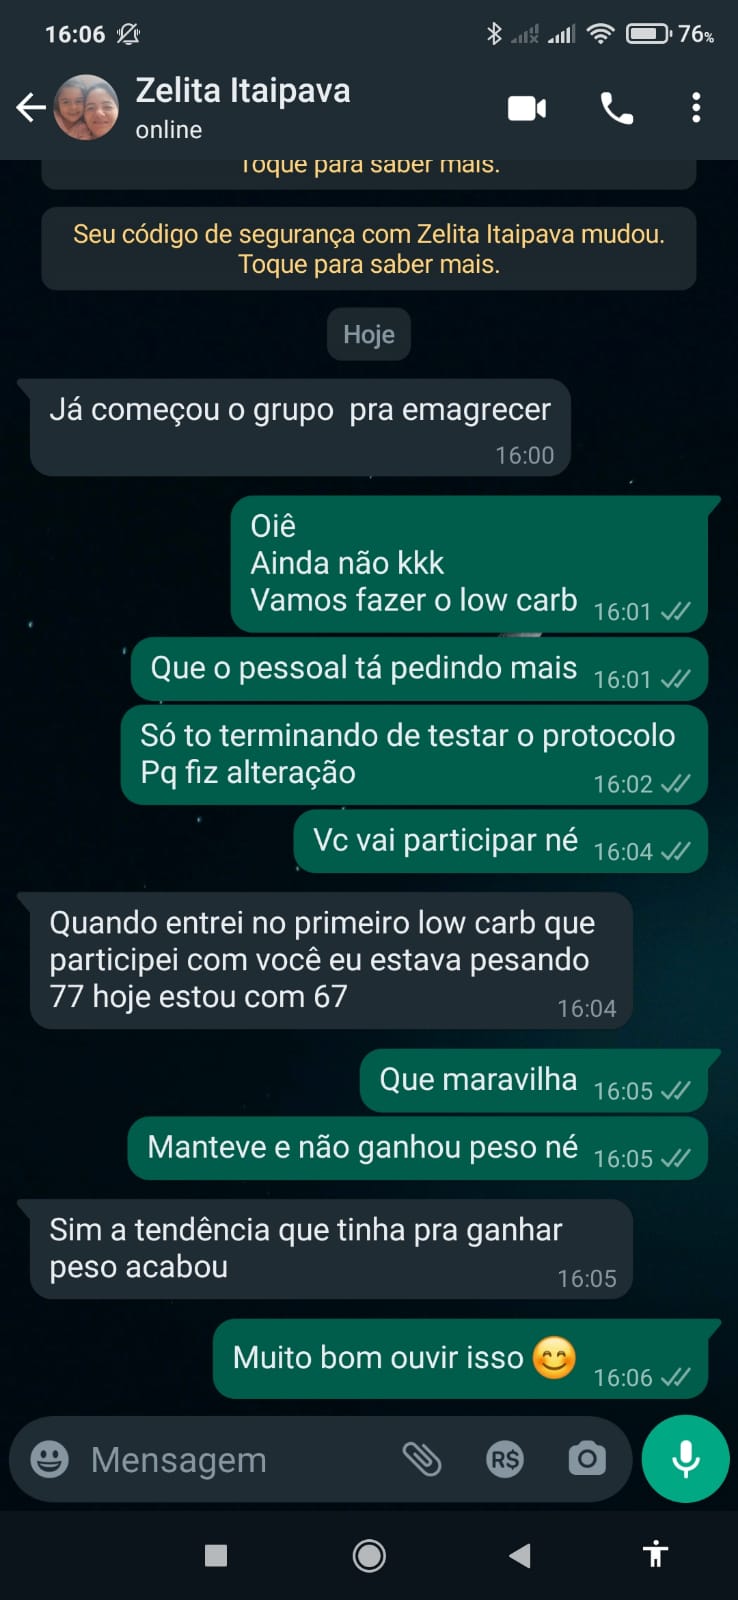 16:06
76%
Zelita Itaipava
online
Toque para saber mais.
Seu código de segurança com Zelita Itaipava mudou.
Toque para saber mais.
Hoje
Já começou o grupo  pra emagrecer
16:00
Oiê
Ainda não kkk
Vamos fazer o low carb 16:01
Que o pessoal tá pedindo mais 16:01
Só to terminando de testar o protocolo
Pq fiz alteração 16:02
Vc vai participar né 16:04
Quando entrei no primeiro low carb que
participei com você eu estava pesando
77 hoje estou com 67 16:04
Que maravilha 16:05
Manteve e não ganhou peso né 16:05
Sim a tendência que tinha pra ganhar
peso acabou 16:05
Muito bom ouvir isso 😊 16:06
Mensagem R$